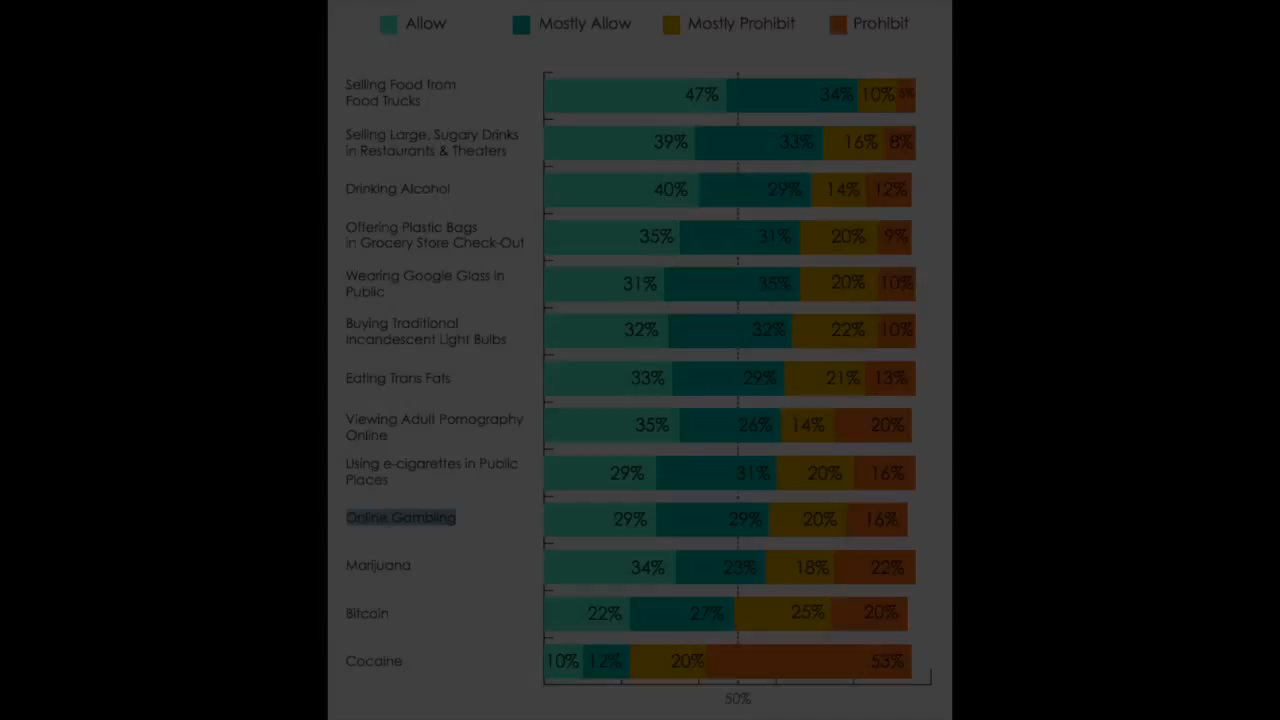 Allow Mostly Allow Mostly Prohibit Prohibit
Selling Food from
Food Trucks
47% 34% 10% 5%
Selling Large, Sugary Drinks
in Restaurants & Theaters
39% 33% 16% 8%
Drinking Alcohol
40% 29% 14% 12%
Offering Plastic Bags
in Grocery Store Check-Out
35% 31% 20% 9%
Wearing Google Glass in
Public
31% 35% 20% 10%
Buying Traditional
Incandescent Light Bulbs
32% 32% 22% 10%
Eating Trans Fats
33% 29% 21% 13%
Viewing Adult Pornography
Online
35% 26% 14% 20%
Using e-cigarettes in Public
Places
29% 31% 20% 16%
Online Gambling
29% 29% 20% 16%
Marijuana
34% 23% 18% 22%
Bitcoin
22% 27% 25% 20%
Cocaine
10% 12% 20% 53%
50%